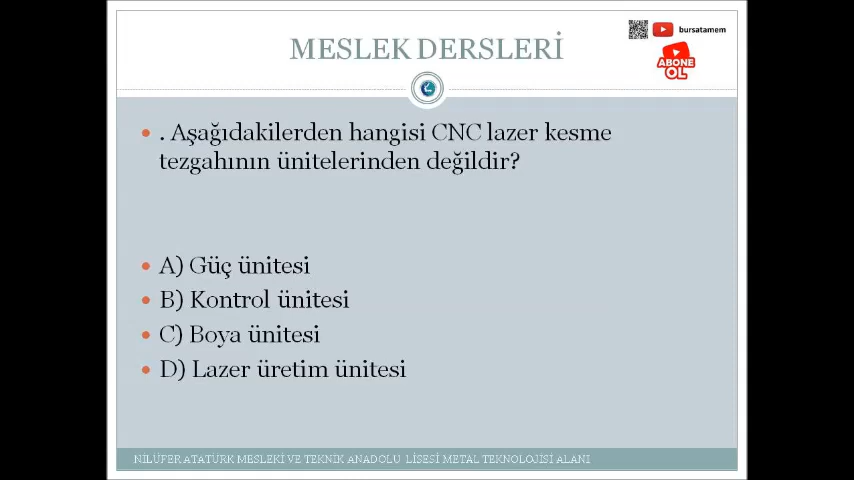 MESLEK DERSLERİ
bursatamem
ABONE
OL
. Aşağıdakilerden hangisi CNC lazer kesme
tezgahının ünitelerinden değildir?
A) Güç ünitesi
B) Kontrol ünitesi
C) Boya ünitesi
D) Lazer üretim ünitesi
NİLÜFER ATATÜRK MESLEKİ VE TEKNİK ANADOLU LİSESİ METAL TEKNOLOJİSİ ALANI